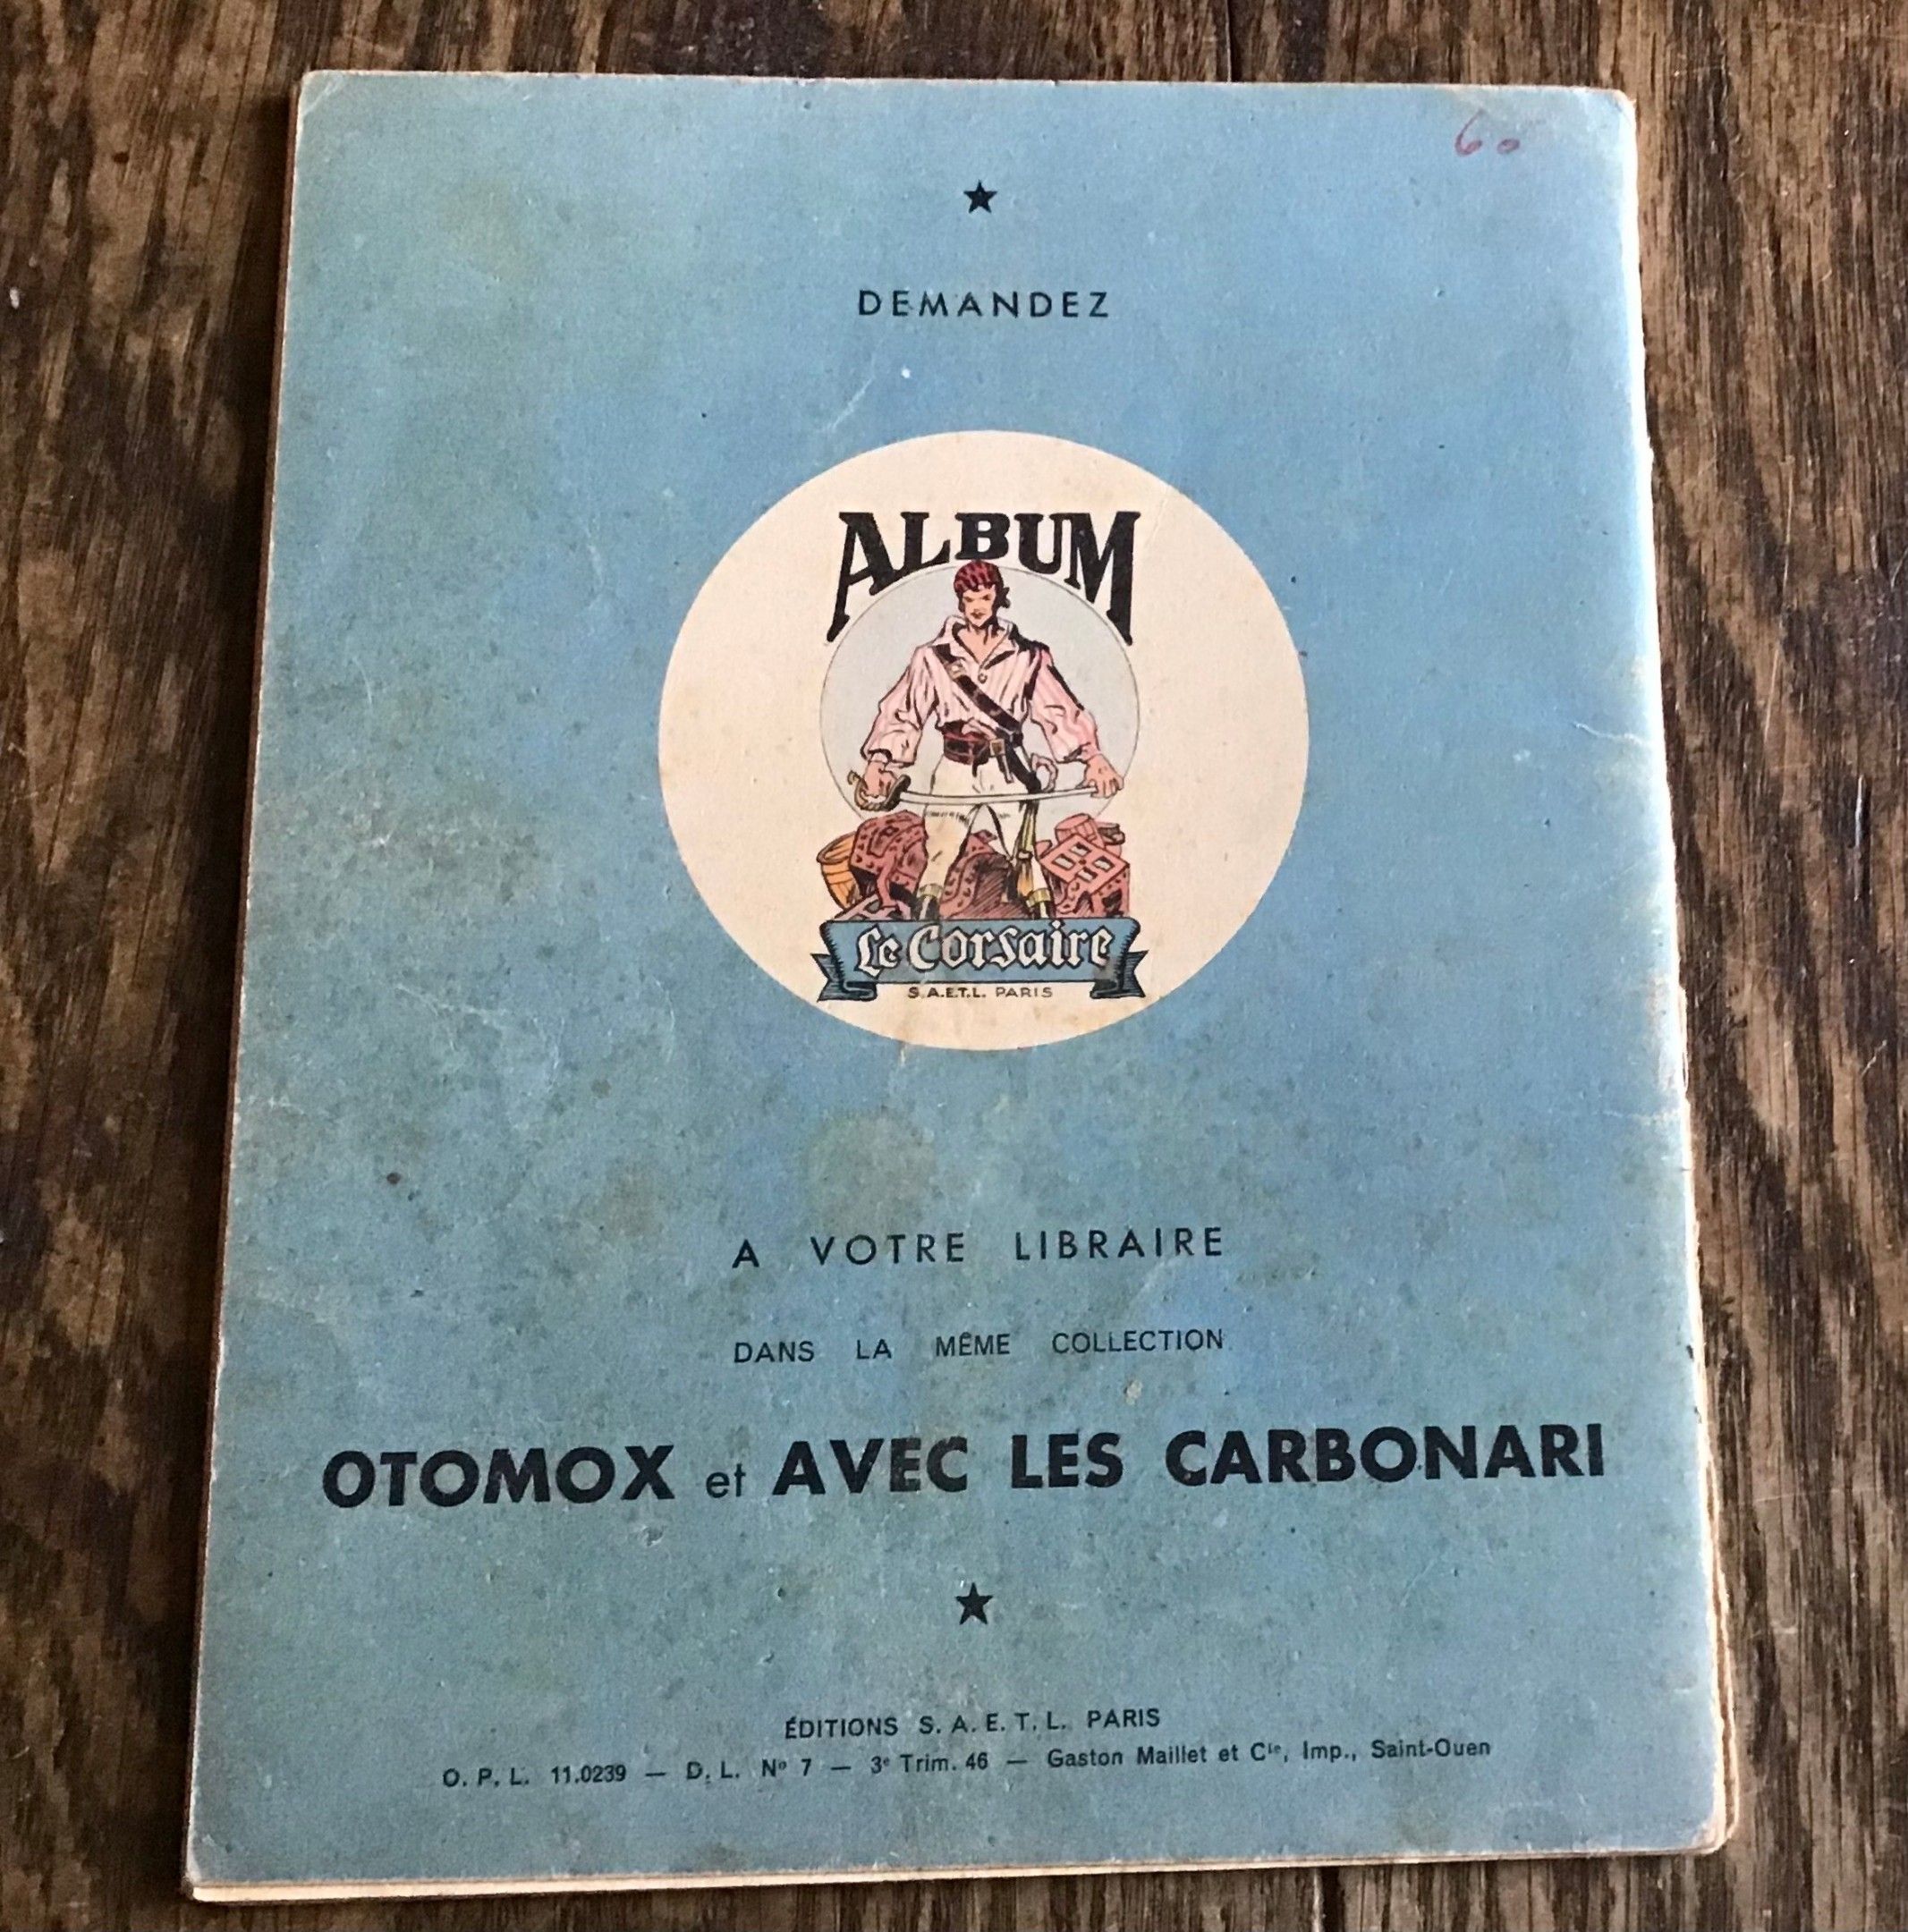 60
DEMANDEZ
ALBUM
Le Corsaire
S.A.E.T.L. PARIS
A VOTRE LIBRAIRE
DANS LA MÊME COLLECTION
OTOMOX et AVEC LES CARBONARI
ÉDITIONS S. A. E. T. L. PARIS
O. P. L. 11.0239 — D. L. Nº 7 — 3e Trim. 46 — Gaston Maillet et Cie, Imp., Saint-Ouen